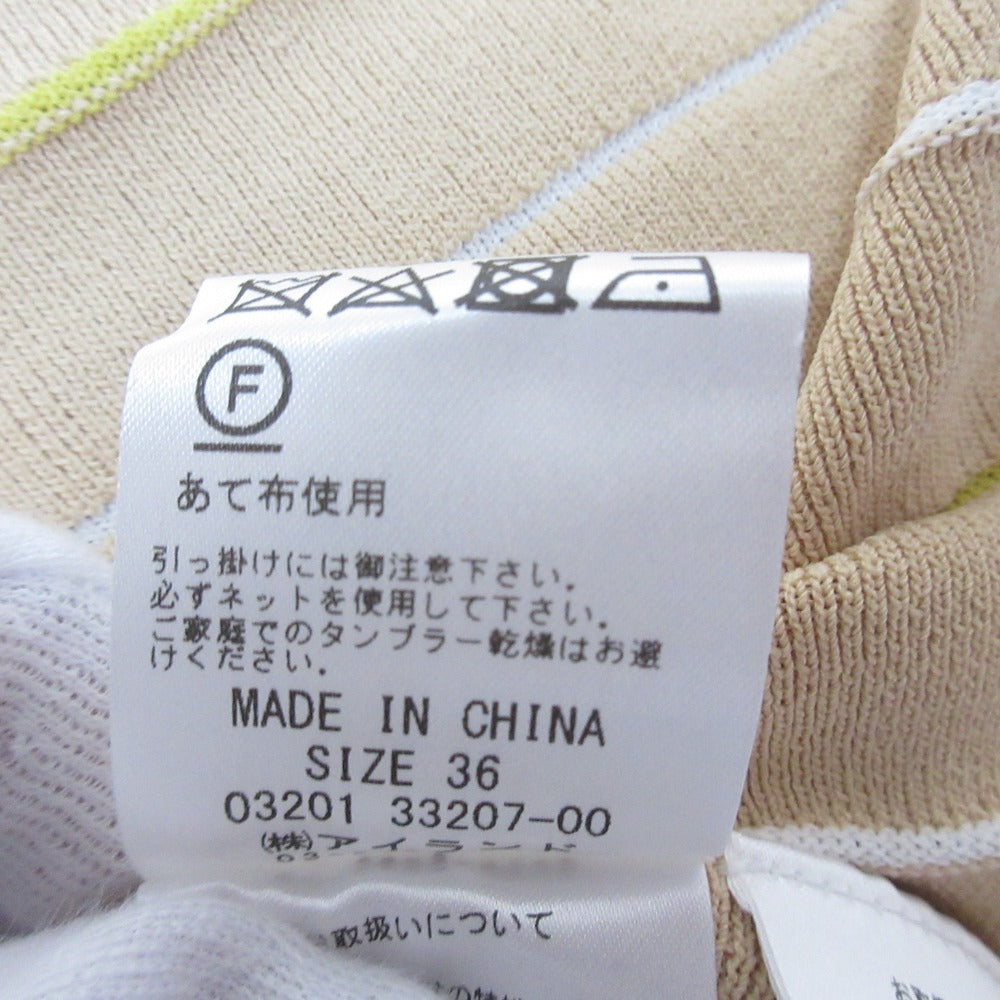 F
あて布使用
引っ掛けには御注意下さい.
必ずネットを使用して下さい.
ご家庭でのタンブラー乾燥はお避
けください.
MADE IN CHINA
SIZE 36
03201 33207-00
(株)アイランド
取扱いについて